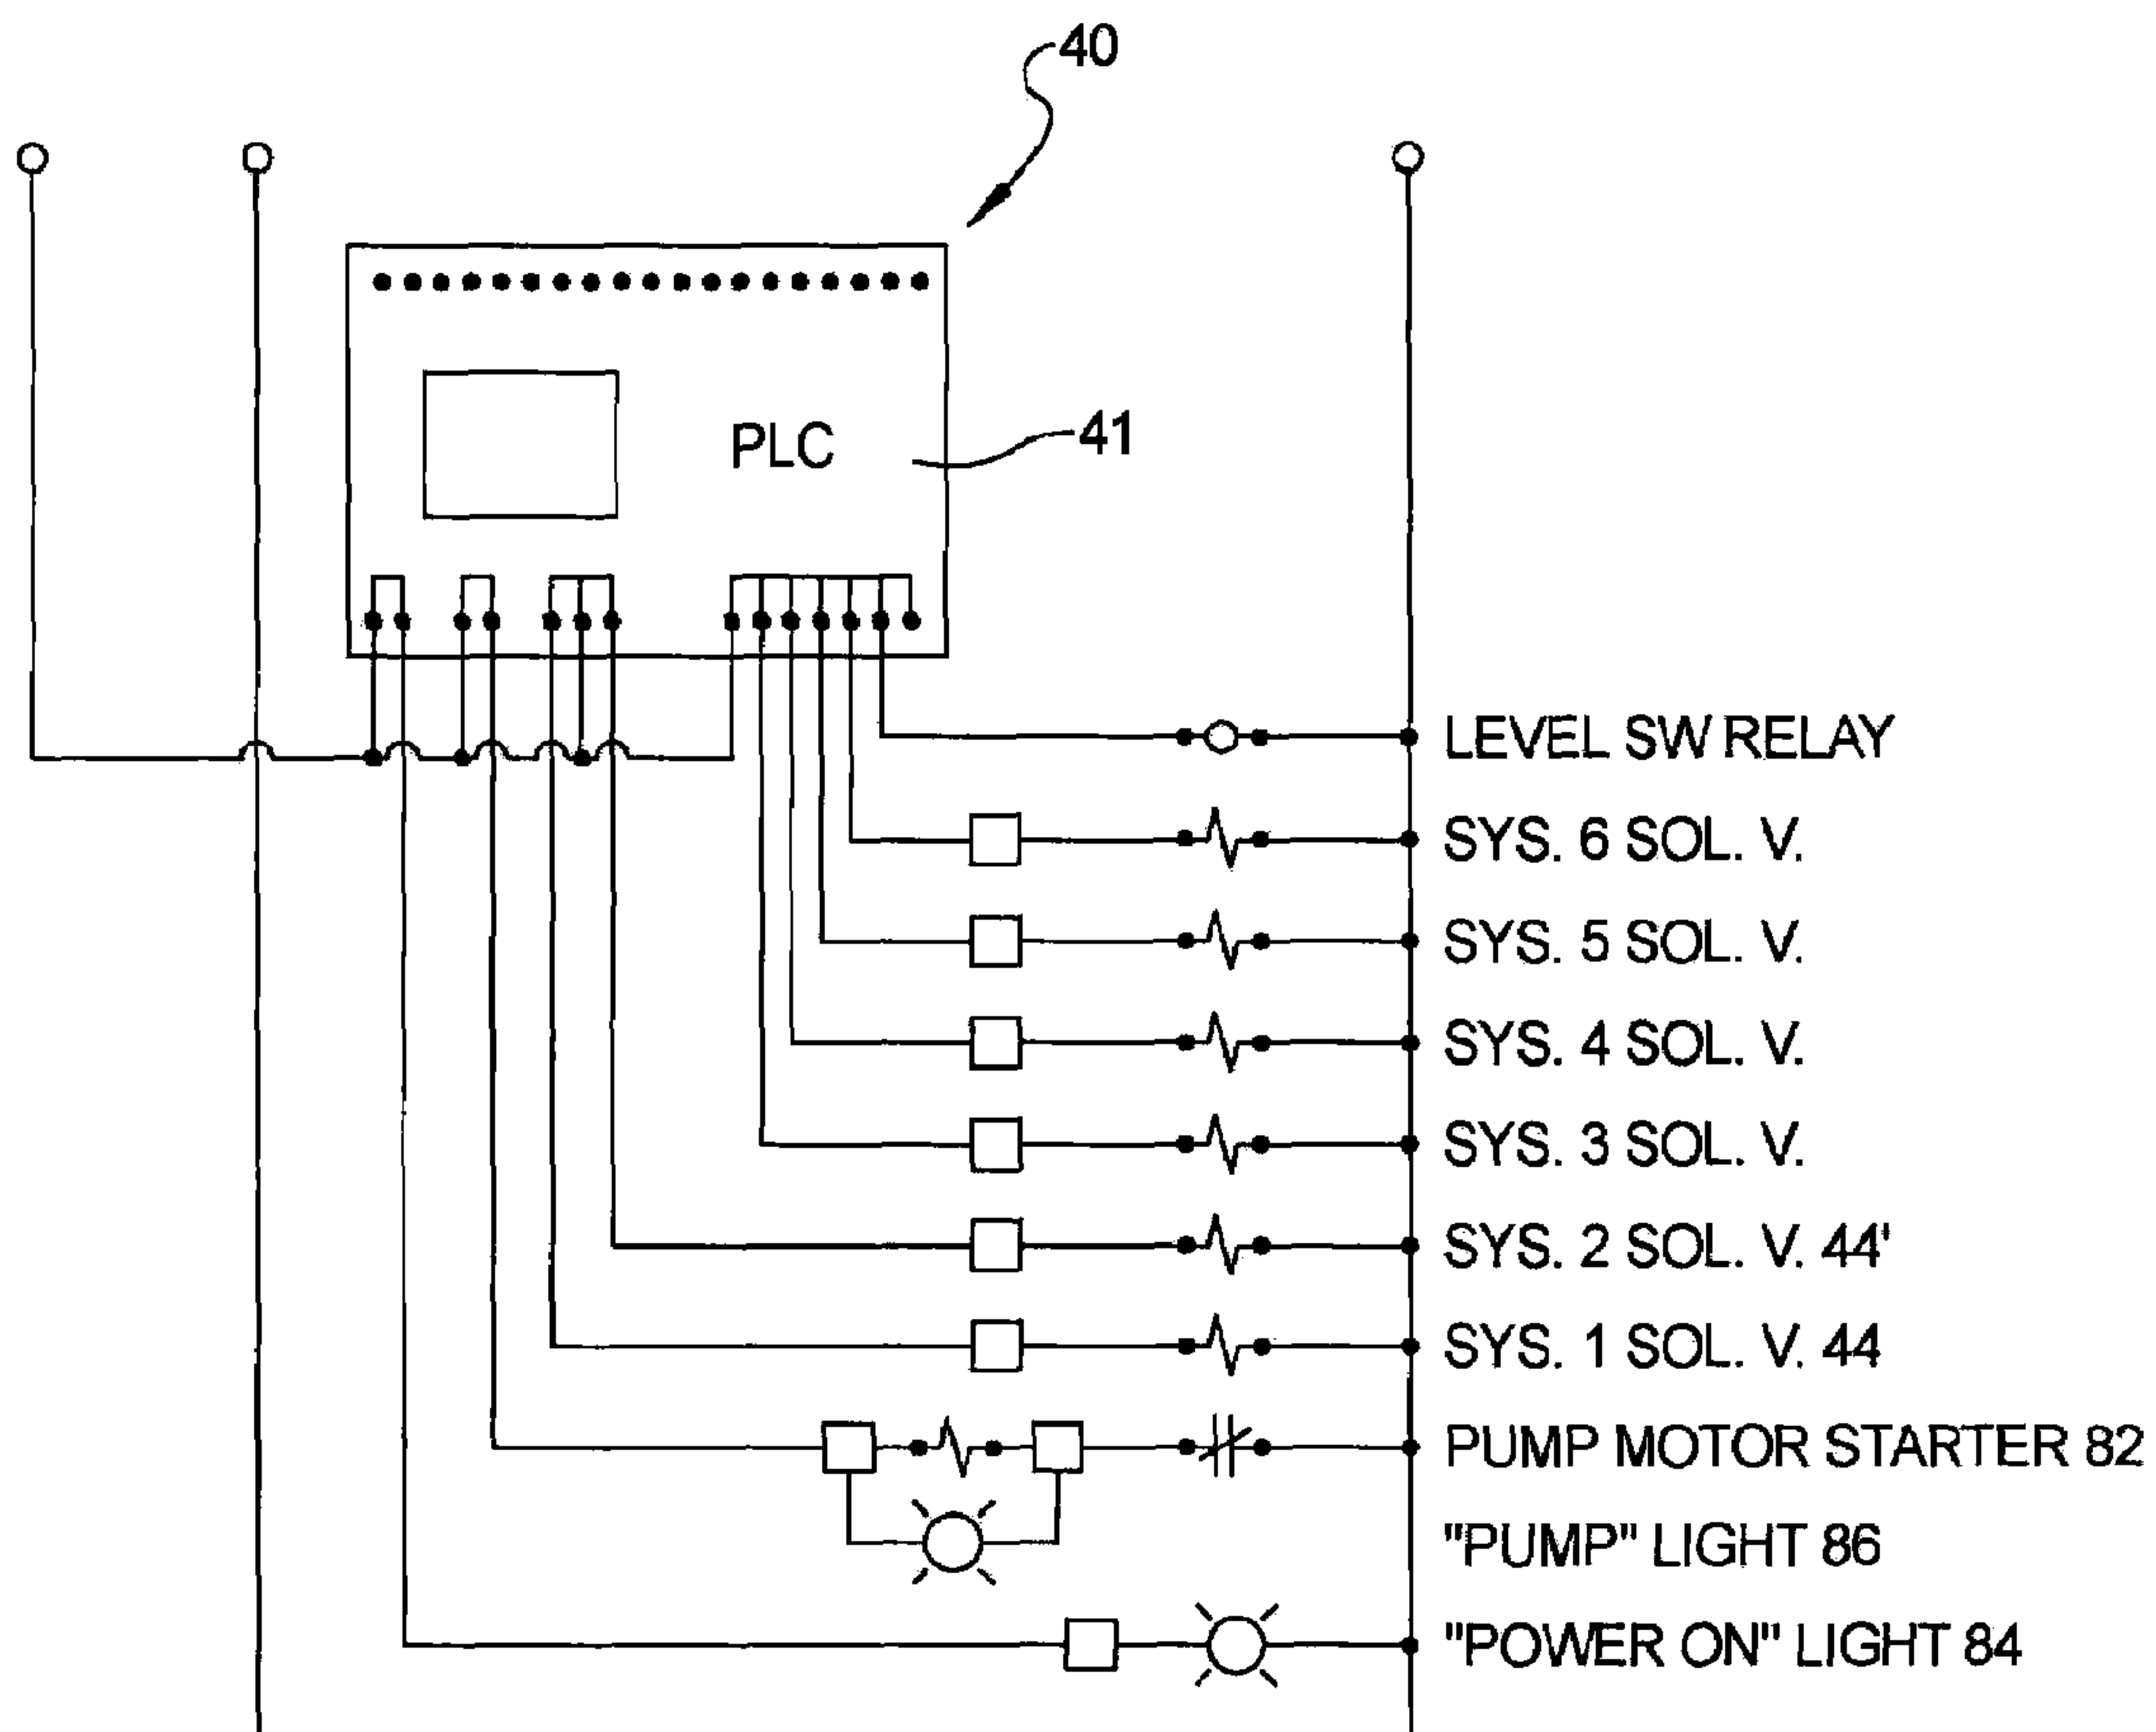 40
PLC
41
LEVEL SW RELAY
SYS. 6 SOL. V.
SYS. 5 SOL. V.
SYS. 4 SOL. V.
SYS. 3 SOL. V.
SYS. 2 SOL. V. 44'
SYS. 1 SOL. V. 44
PUMP MOTOR STARTER 82
"PUMP" LIGHT 86
"POWER ON" LIGHT 84